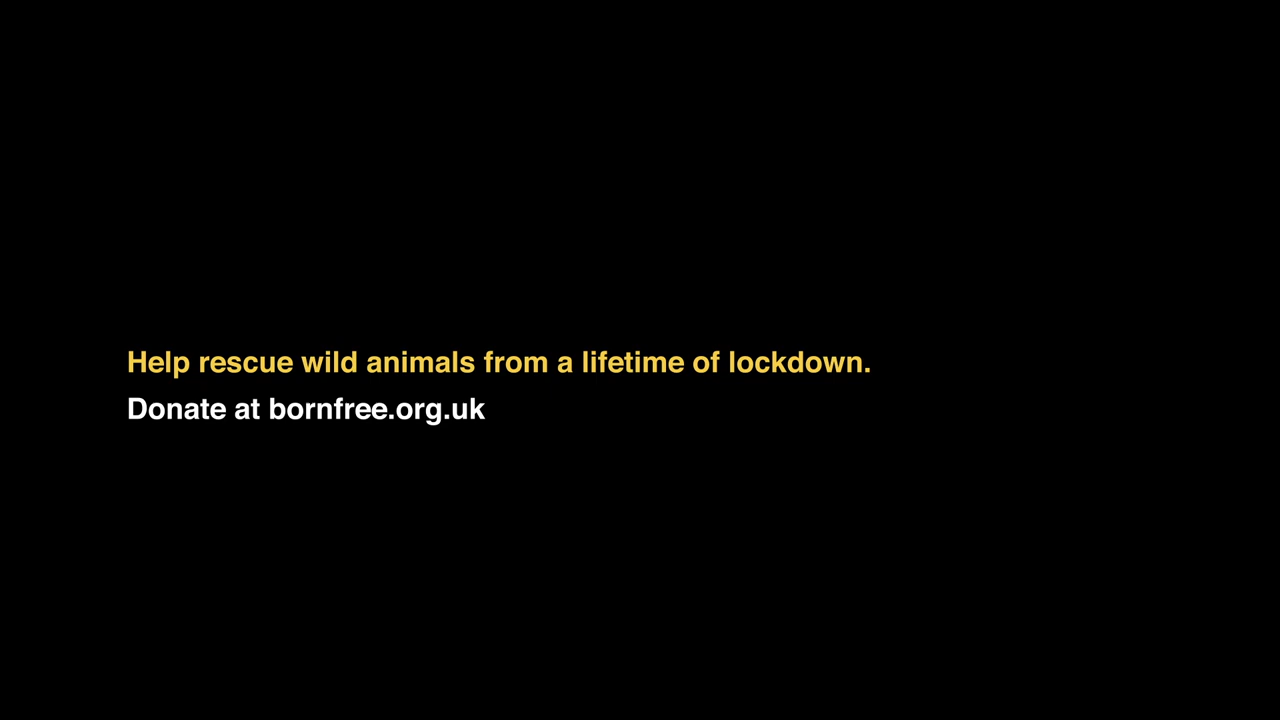 Help rescue wild animals from a lifetime of lockdown.
Donate at bornfree.org.uk